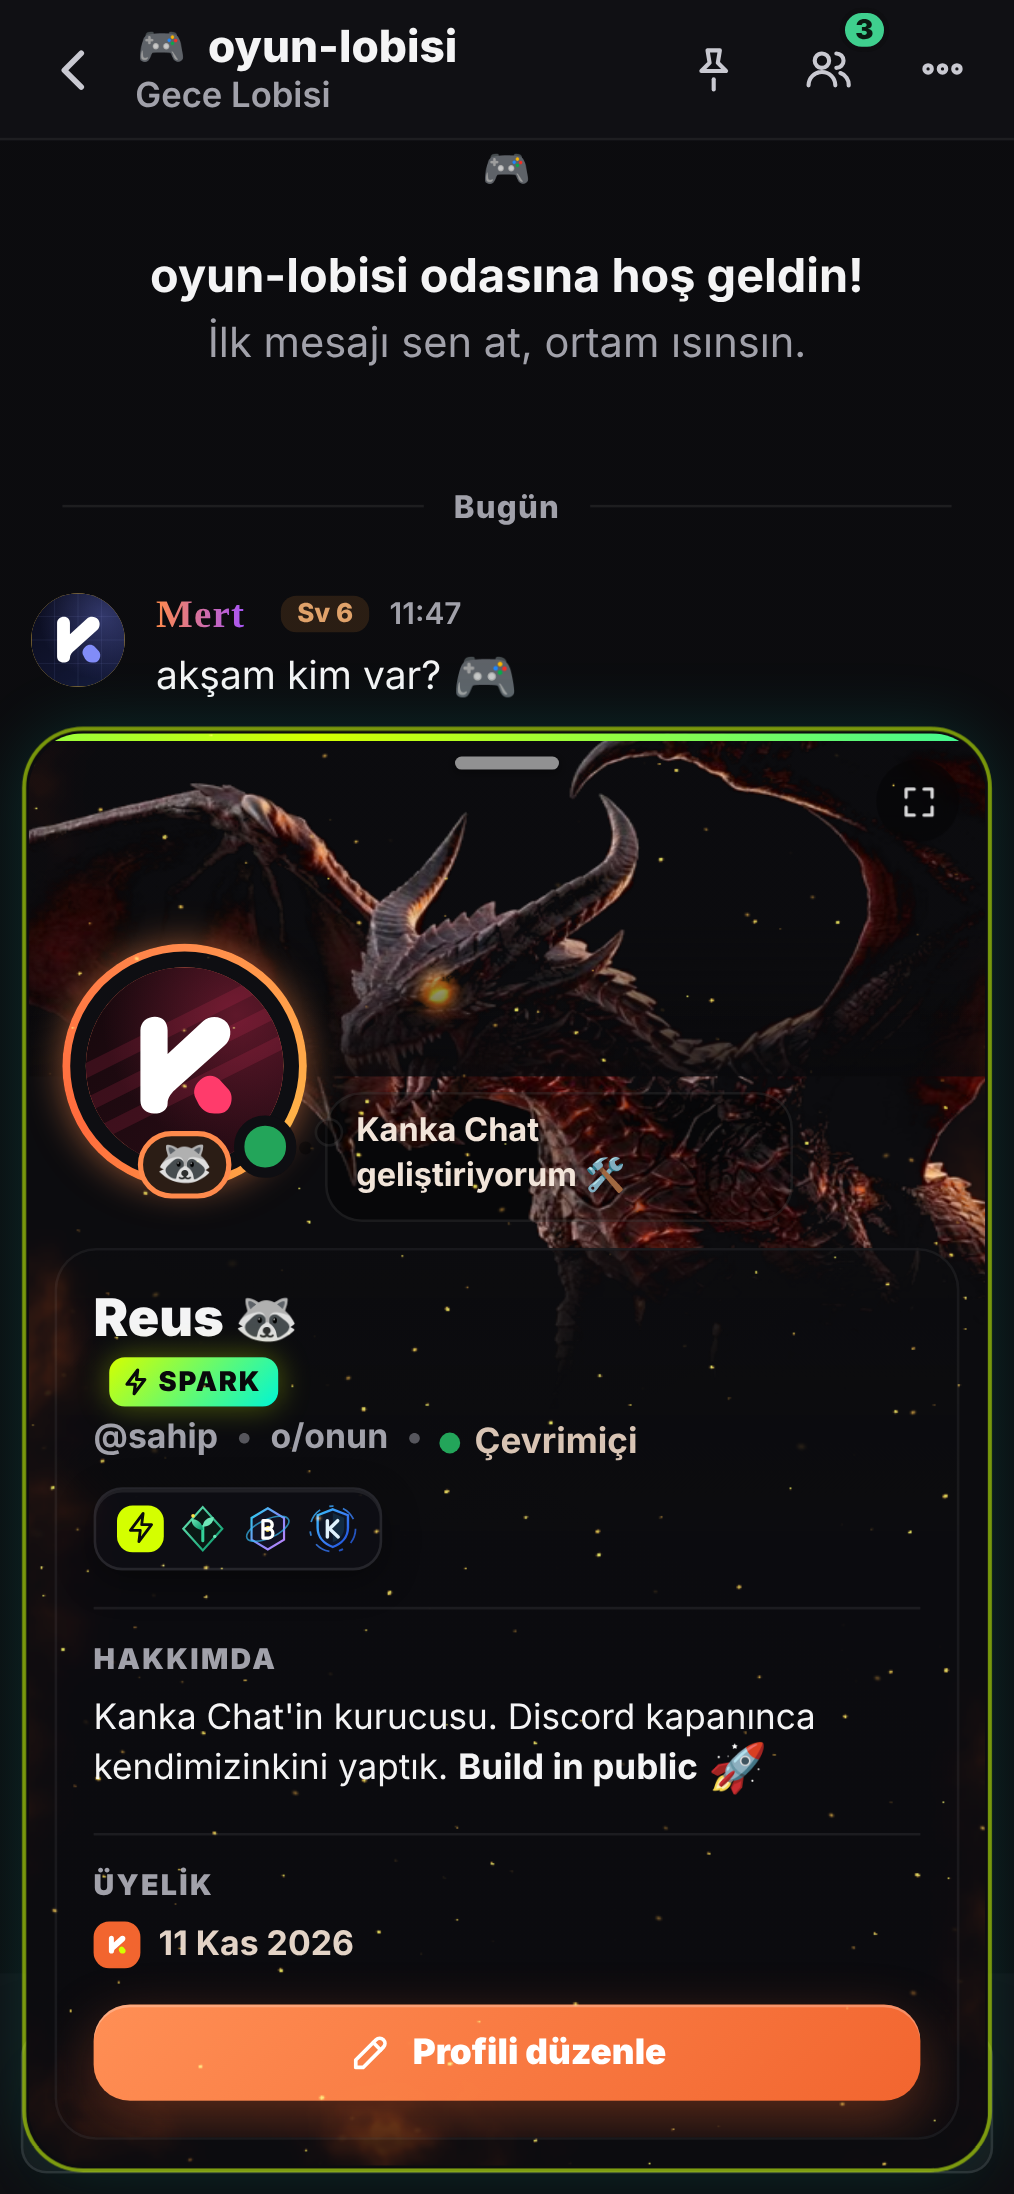 🎮 oyun-lobisi
Gece Lobisi
3
🎮
oyun-lobisi odasına hoş geldin!
İlk mesajı sen at, ortam ısınsın.
Bugün
Mert Sv 6 11:47
akşam kim var? 🎮
Kanka Chat
geliştiriyorum 🛠️
Reus 🦝
SPARK
@sahip • o/onun • Çevrimiçi
B K
HAKKIMDA
Kanka Chat'in kurucusu. Discord kapanınca
kendimizinkini yaptık. Build in public 🚀
ÜYELİK
11 Kas 2026
Profili düzenle